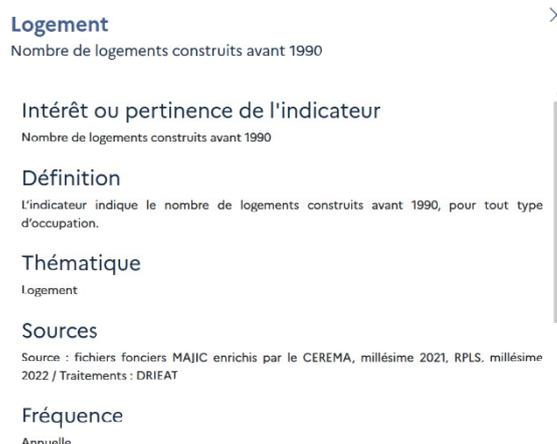 Logement
Nombre de logements construits avant 1990
Intérêt ou pertinence de l'indicateur
Nombre de logements construits avant 1990
Définition
L'indicateur indique le nombre de logements construits avant 1990, pour tout type
d'occupation.
Thématique
Logement
Sources
Source : fichiers fonciers MAJIC enrichis par le CEREMA, millésime 2021, RPLS, millésime
2022 / Traitements : DRIEAT
Fréquence
Annuelle